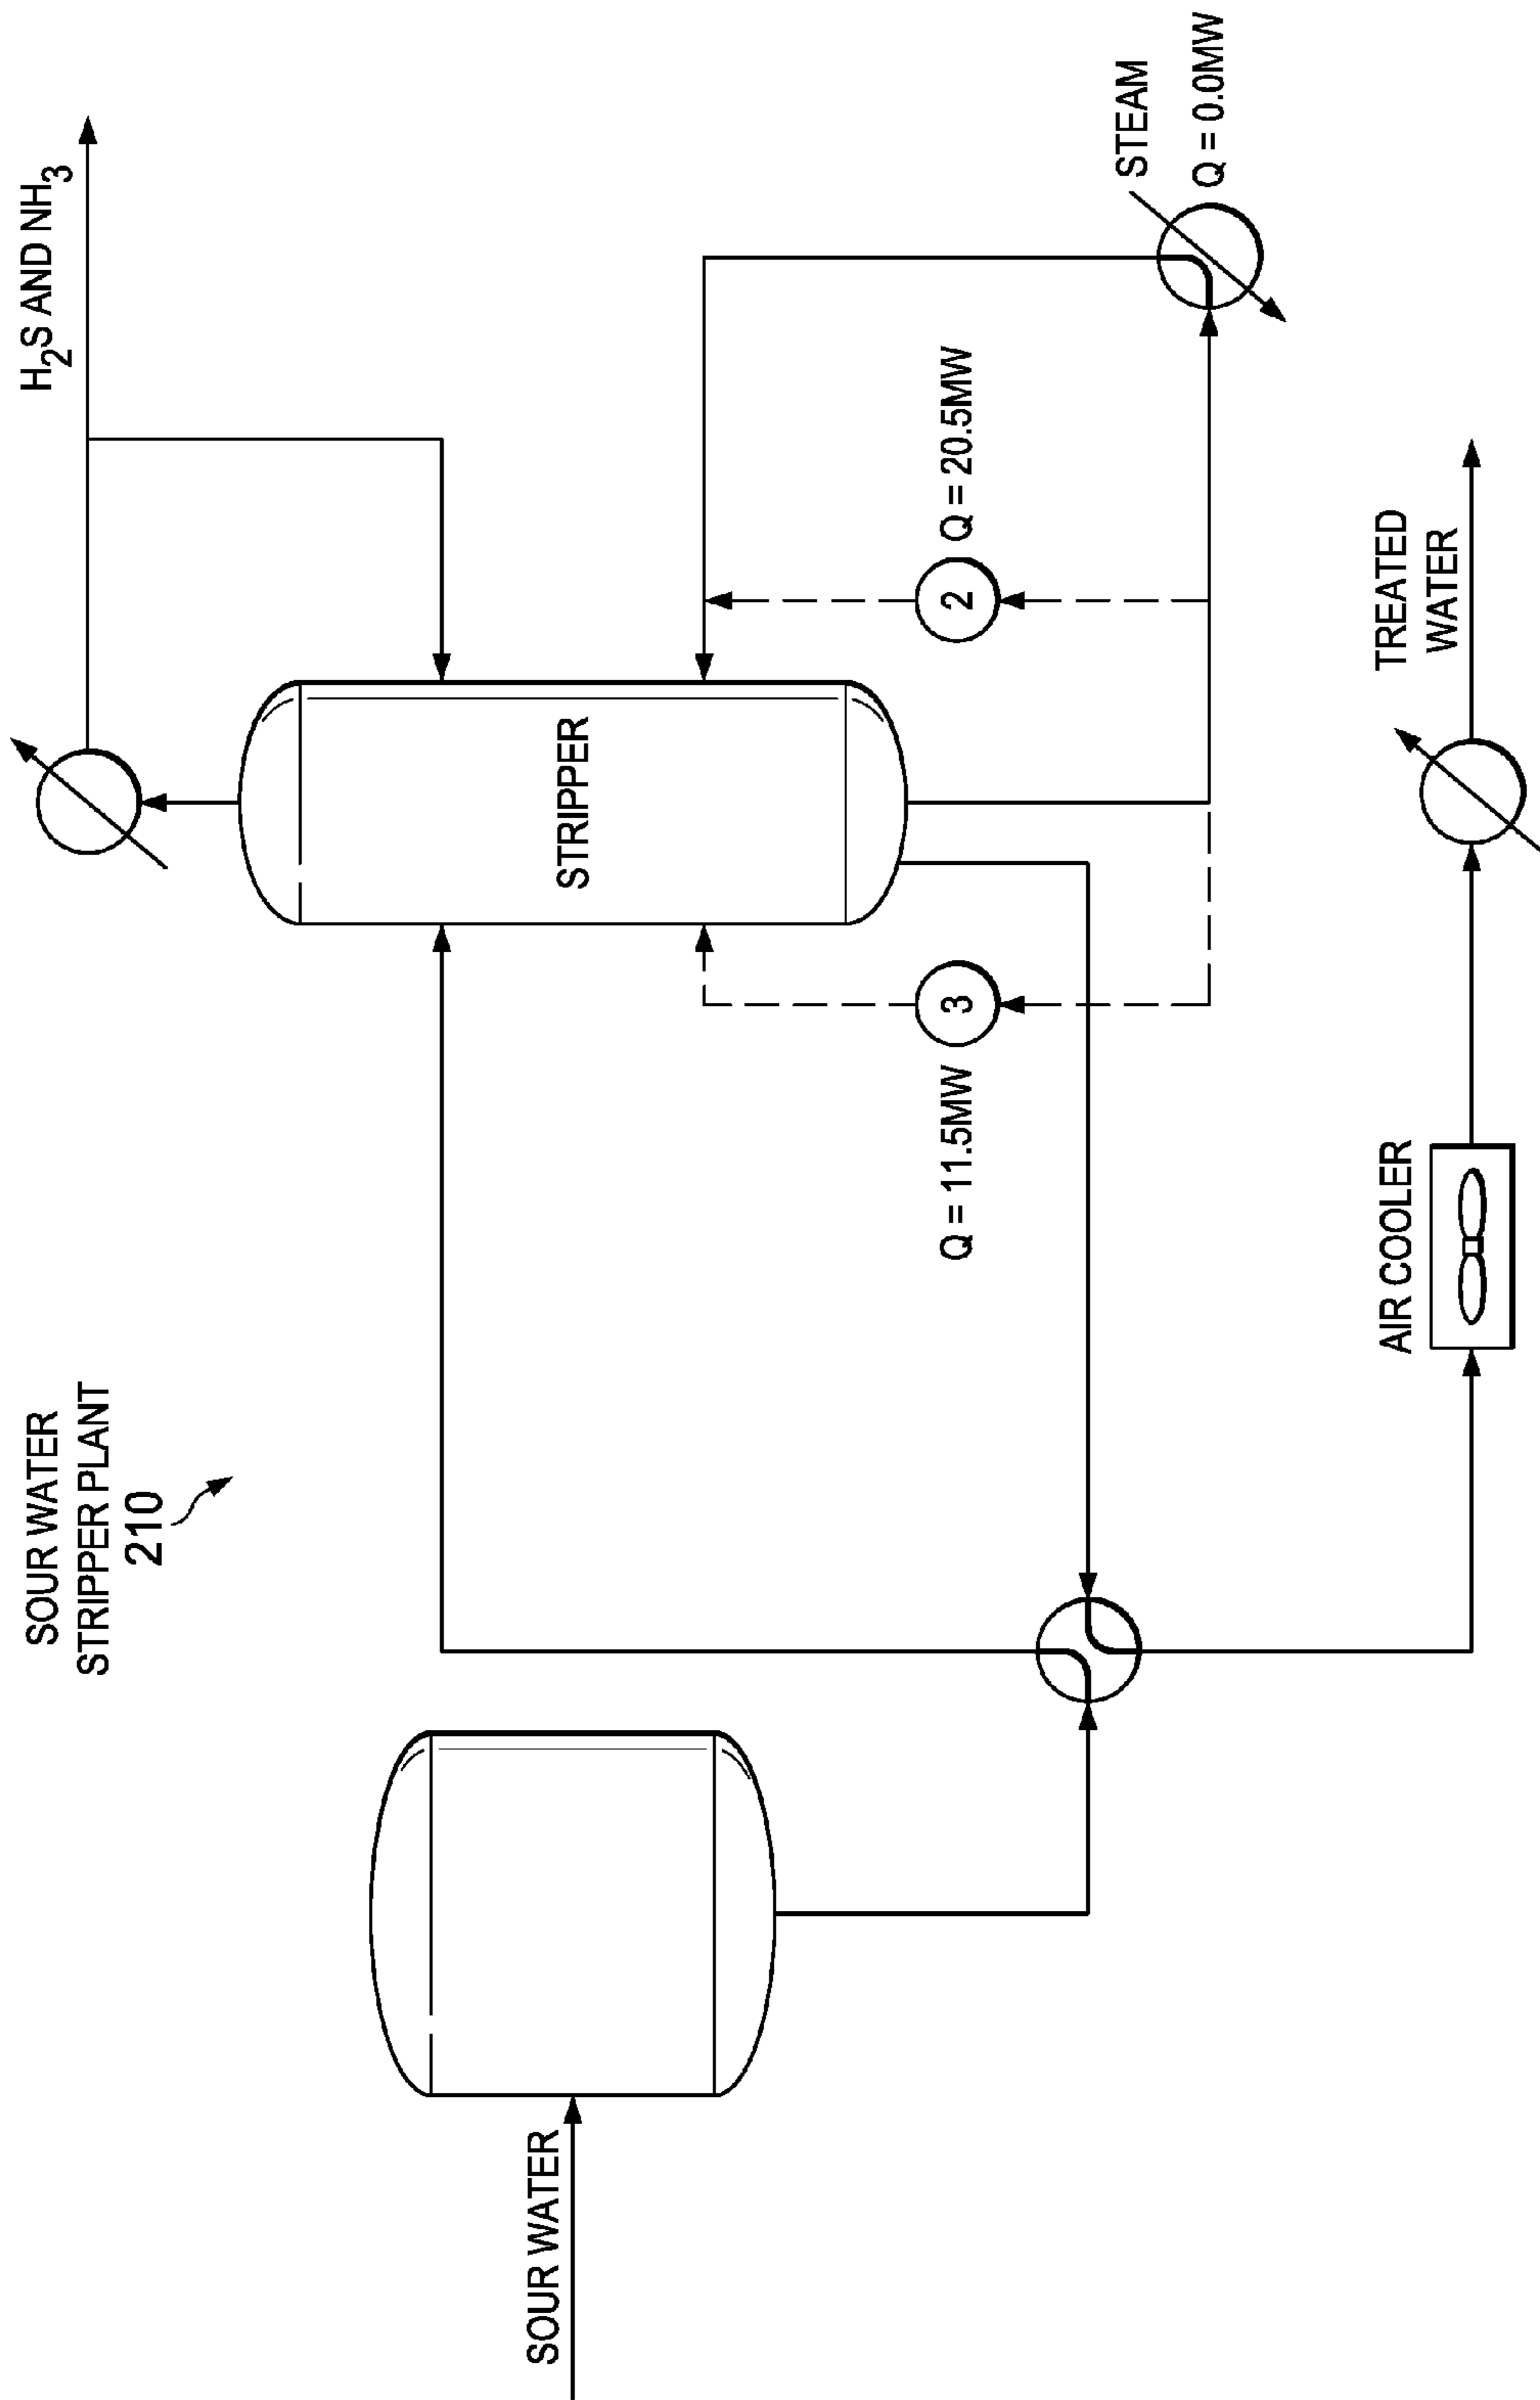 SOUR WATER
STRIPPER PLANT
210
H2S AND NH3
SOUR WATER
STRIPPER
Q = 11.5MW
3
2
Q = 20.5MW
STEAM
Q = 0.0MW
AIR COOLER
TREATED
WATER